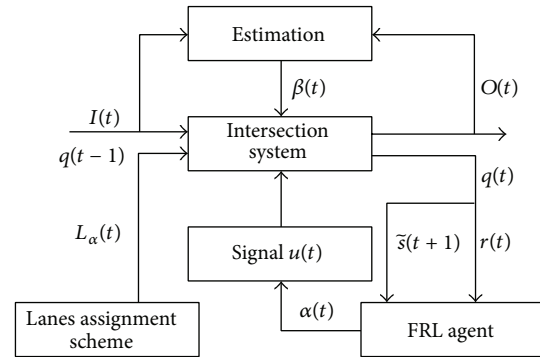 Estimation
β(t)
O(t)
I(t)
q(t − 1)
Intersection
system
q(t)
L_α(t)
Signal u(t)
s̃(t + 1)
r(t)
α(t)
Lanes assignment
scheme
FRL agent